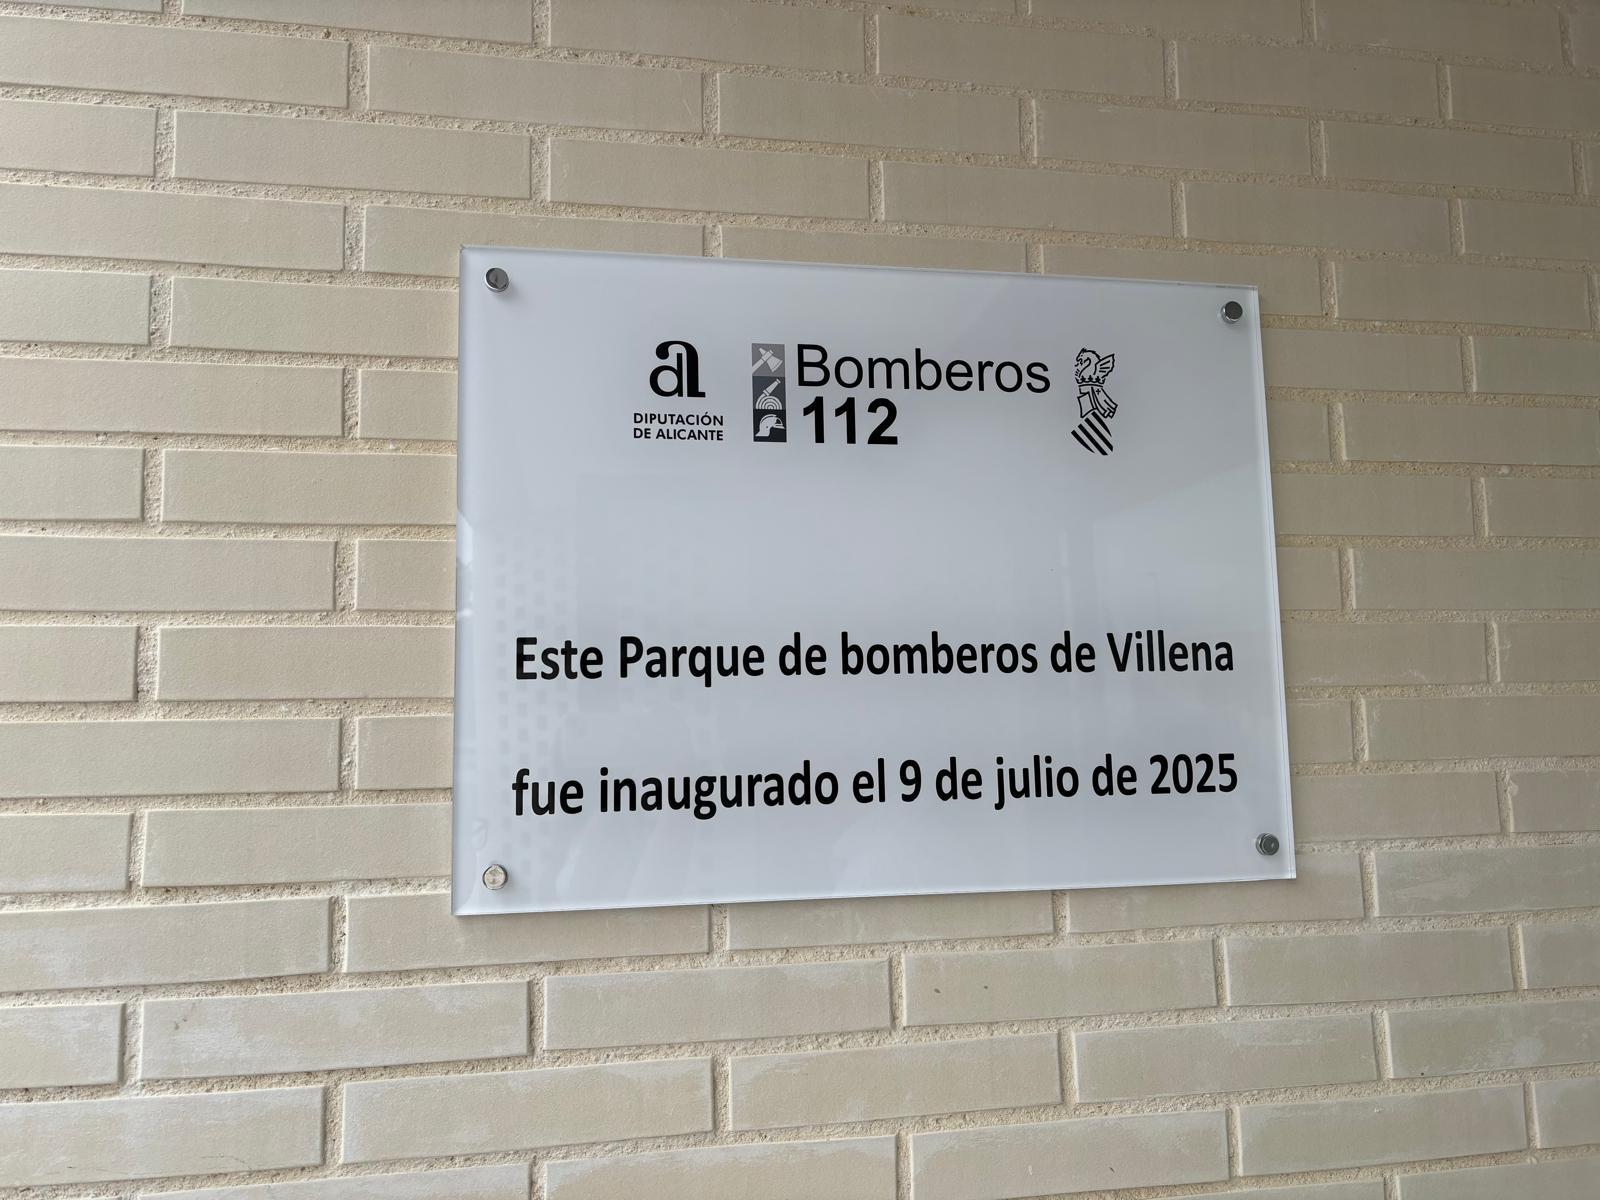 DIPUTACIÓN
DE ALICANTE
Bomberos
112
Este Parque de bomberos de Villena
fue inaugurado el 9 de julio de 2025